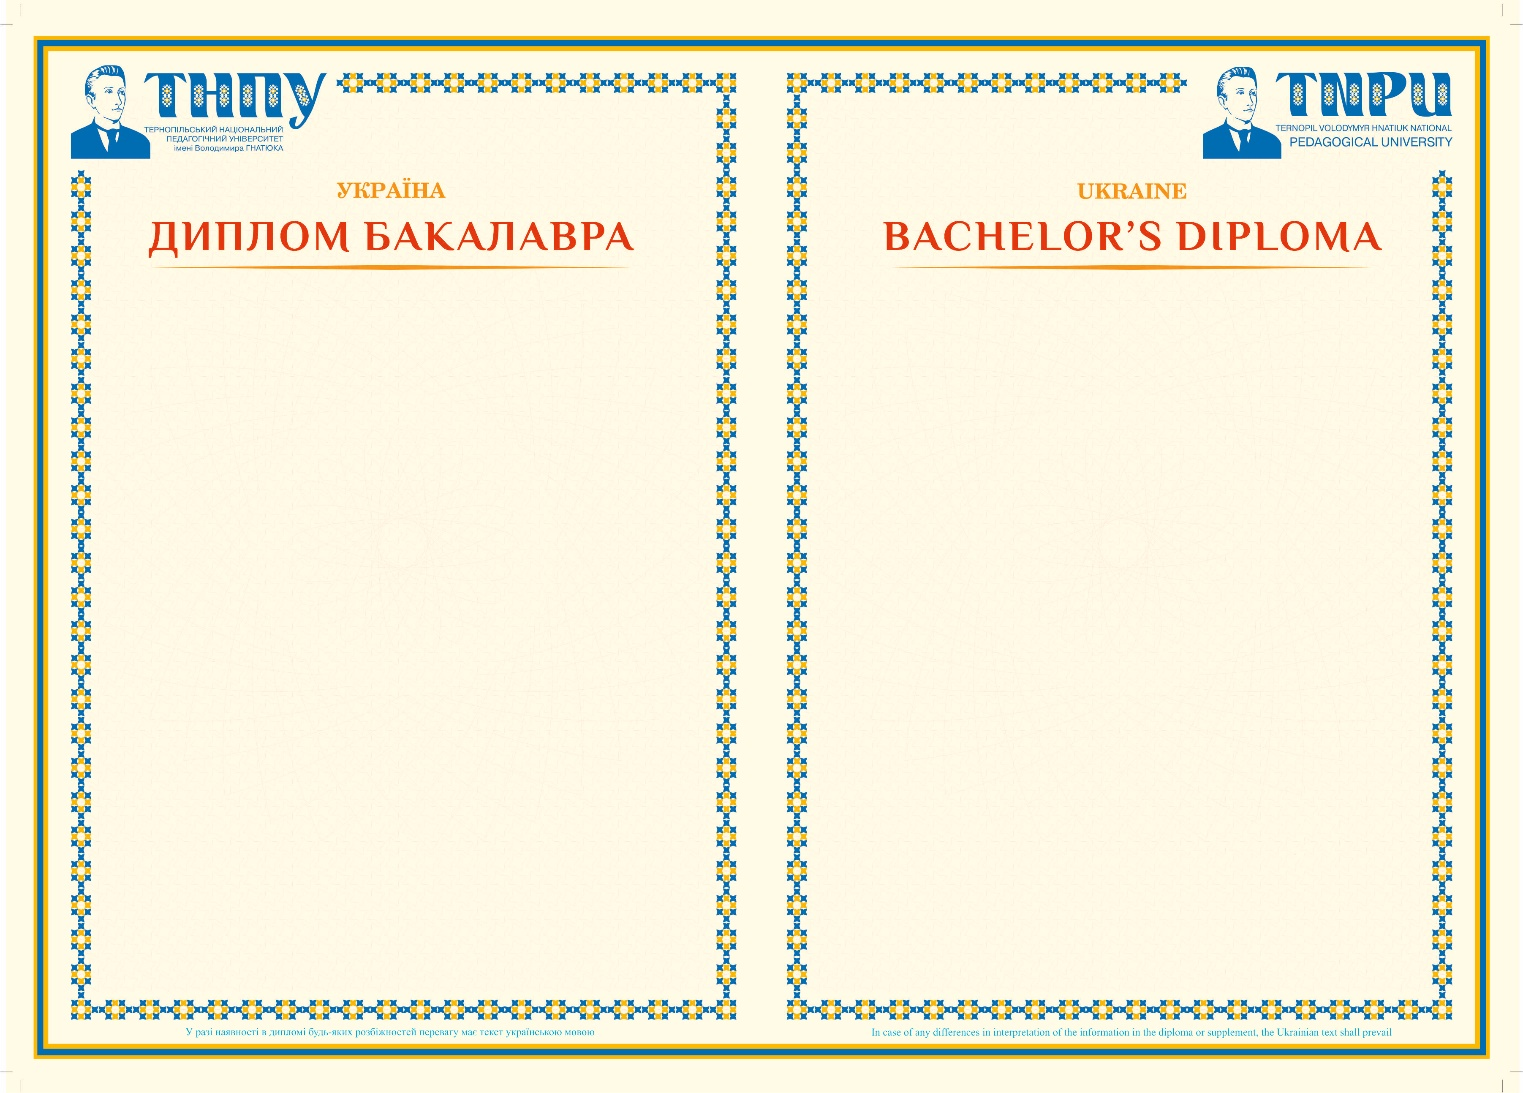 ТНПУ
ТЕРНОПІЛЬСЬКИЙ НАЦІОНАЛЬНИЙ
ПЕДАГОГІЧНИЙ УНІВЕРСИТЕТ
імені Володимира ГНАТЮКА
УКРАЇНА
ДИПЛОМ БАКАЛАВРА
У разі наявності в дипломі будь-яких розбіжностей перевагу має текст українською мовою
TNPU
TERNOPIL VOLODYMYR HNATIUK NATIONAL
PEDAGOGICAL UNIVERSITY
UKRAINE
BACHELOR’S DIPLOMA
In case of any differences in interpretation of the information in the diploma or supplement, the Ukrainian text shall prevail